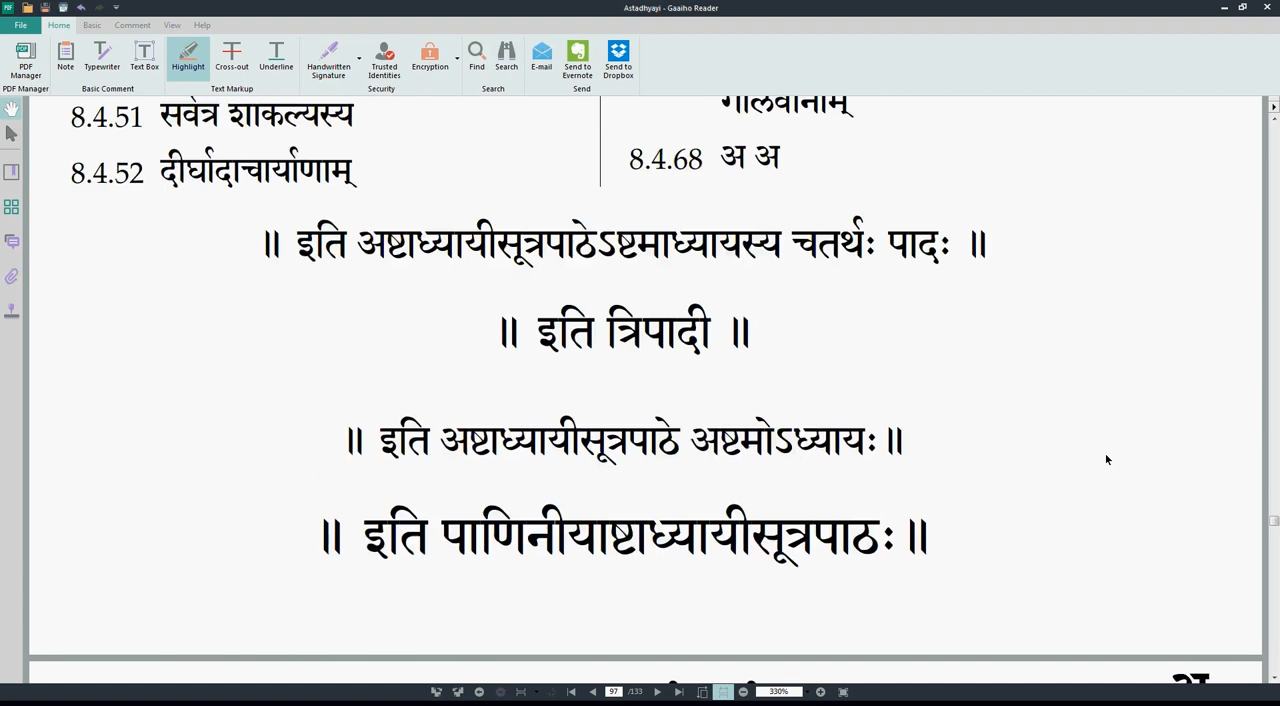 Astadhyayi - Gaaiho Reader
File Home Basic Comment View Help
PDF Manager Note Typewriter Text Box Highlight Cross-out Underline Handwritten Signature Trusted Identities Encryption Find Search E-mail Send to Evernote Send to Dropbox
PDF Manager Basic Comment Text Markup Security Search Send
8.4.51 सर्वत्र शाकल्यस्य
8.4.52 दीर्घादाचार्याणाम्
गालवानाम्
8.4.68 अ अ
॥ इति अष्टाध्यायीसूत्रपाठेऽष्टमाध्यायस्य चतर्थः पादः ॥
॥ इति त्रिपादी ॥
॥ इति अष्टाध्यायीसूत्रपाठे अष्टमोऽध्यायः॥
॥ इति पाणिनीयाष्टाध्यायीसूत्रपाठः॥
97 /133 330%